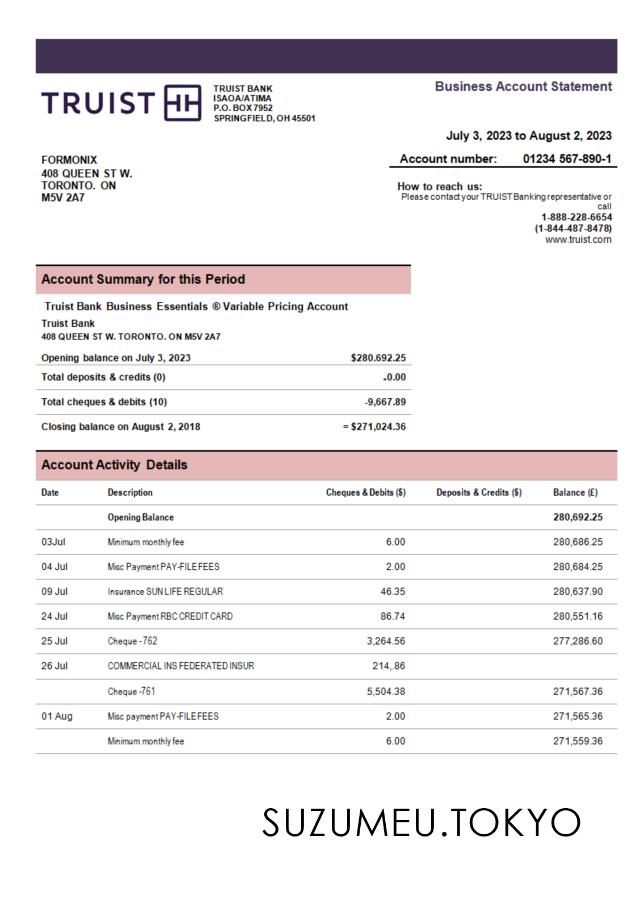 TRUIST
TRUIST BANK
ISAOA/ATIMA
P.O. BOX 7952
SPRINGFIELD, OH 45501
Business Account Statement
July 3, 2023 to August 2, 2023
Account number: 01234 567-890-1
FORMONIX
408 QUEEN ST W.
TORONTO. ON
M5V 2A7
How to reach us:
Please contact your TRUIST Banking representative or
call
1-888-228-6654
(1-844-487-8478)
www.truist.com
Account Summary for this Period
Truist Bank Business Essentials ® Variable Pricing Account
Truist Bank
408 QUEEN ST W. TORONTO. ON M5V 2A7
Opening balance on July 3, 2023 $280.692.25
Total deposits & credits (0) -0.00
Total cheques & debits (10) -9,667.89
Closing balance on August 2, 2018 = $271,024.36
Account Activity Details
Date Description Cheques & Debits ($) Deposits & Credits ($) Balance (£)
Opening Balance 280,692.25
03Jul Minimum monthly fee 6.00 280,686.25
04 Jul Misc Payment PAY-FILE FEES 2.00 280,684.25
09 Jul Insurance SUN LIFE REGULAR 46.35 280,637.90
24 Jul Misc Payment RBC CREDIT CARD 86.74 280,551.16
25 Jul Cheque -762 3,264.56 277,286.60
26 Jul COMMERCIAL INS FEDERATED INSUR 214,.86
Cheque -761 5,504.38 271,567.36
01 Aug Misc payment PAY-FILE FEES 2.00 271,565.36
Minimum monthly fee 6.00 271,559.36
SUZUMEU.TOKYO